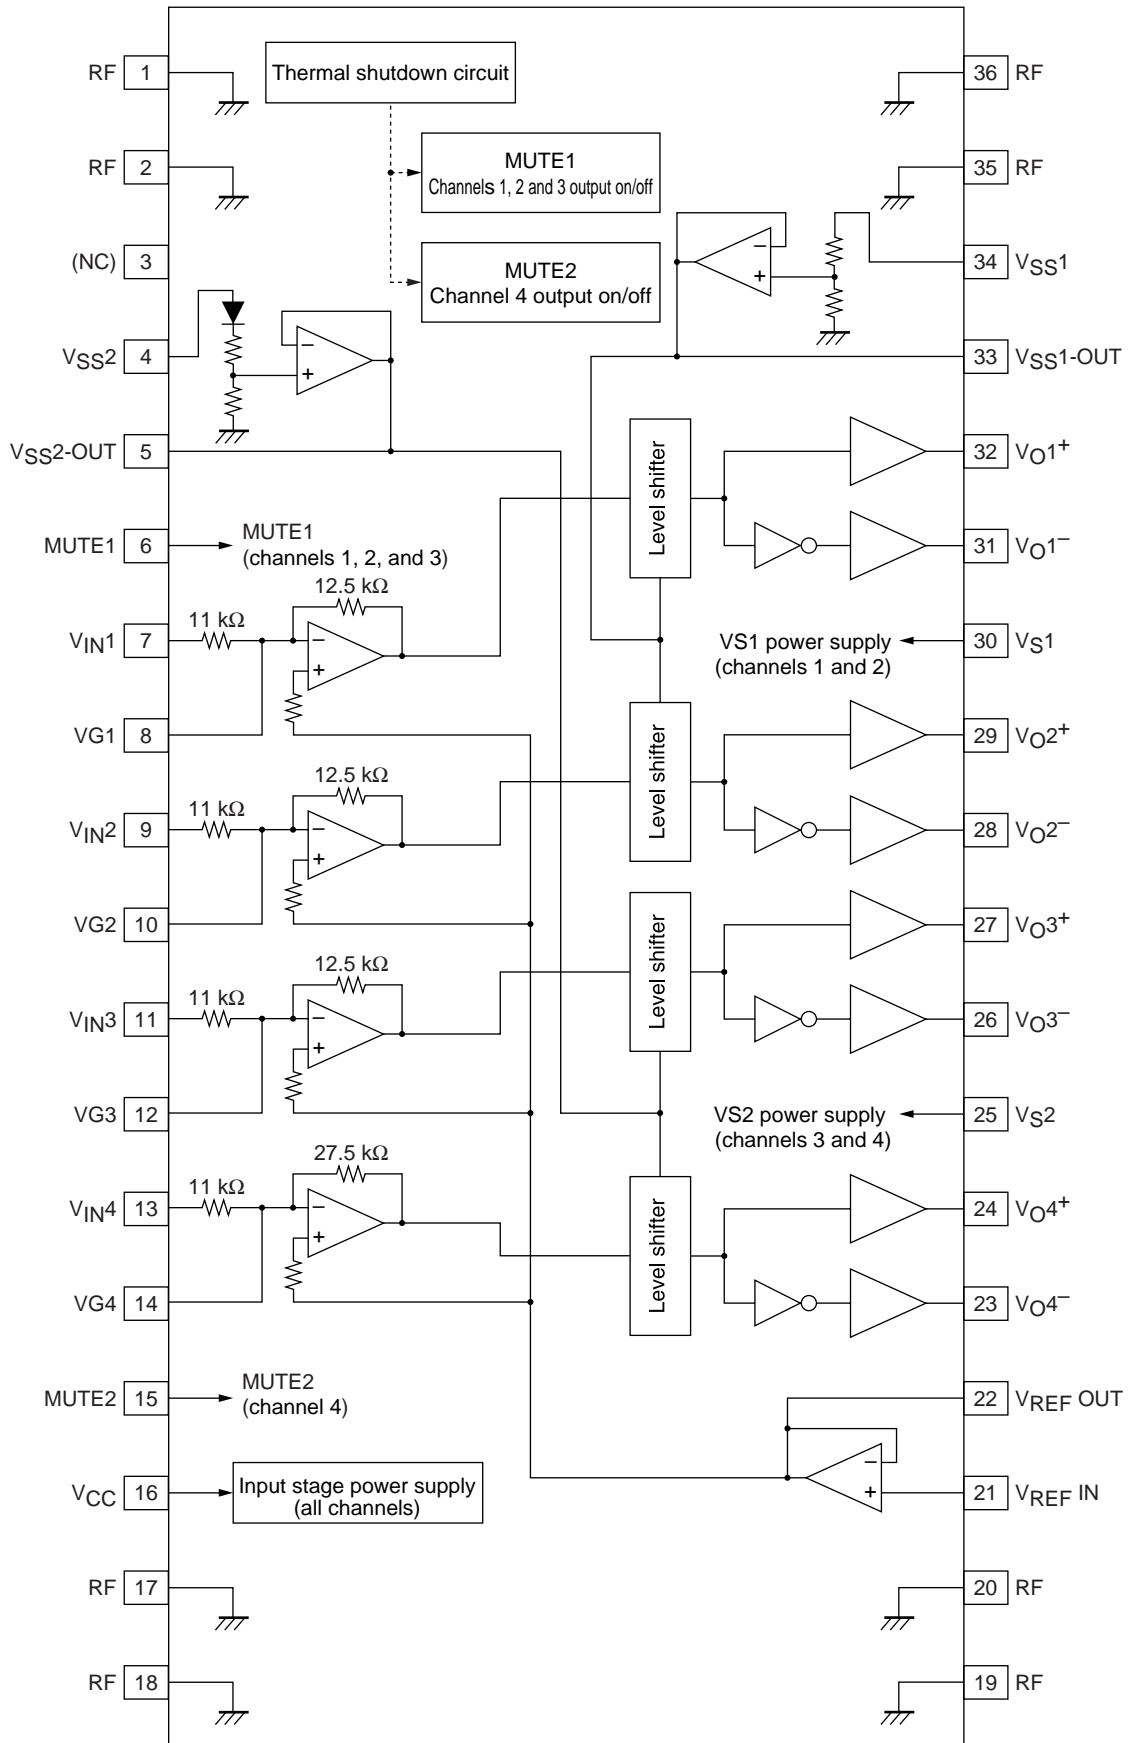 RF 1
36 RF
Thermal shutdown circuit
MUTE1
Channels 1, 2 and 3 output on/off
RF 2
35 RF
(NC) 3
34 VSS1
MUTE2
Channel 4 output on/off
−
+
VSS2 4
33 VSS1-OUT
−
+
VSS2-OUT 5
32 VO1+
Level shifter
MUTE1 6
MUTE1
(channels 1, 2, and 3)
31 VO1−
12.5 kΩ
11 kΩ
VIN1 7
−
+
VS1 power supply
(channels 1 and 2)
30 VS1
VG1 8
29 VO2+
Level shifter
12.5 kΩ
11 kΩ
VIN2 9
−
+
28 VO2−
VG2 10
27 VO3+
Level shifter
12.5 kΩ
11 kΩ
VIN3 11
−
+
26 VO3−
VG3 12
VS2 power supply
(channels 3 and 4)
25 VS2
27.5 kΩ
11 kΩ
VIN4 13
−
+
24 VO4+
Level shifter
VG4 14
23 VO4−
MUTE2 15
MUTE2
(channel 4)
22 VREF OUT
VCC 16
Input stage power supply
(all channels)
−
+
21 VREF IN
RF 17
20 RF
RF 18
19 RF